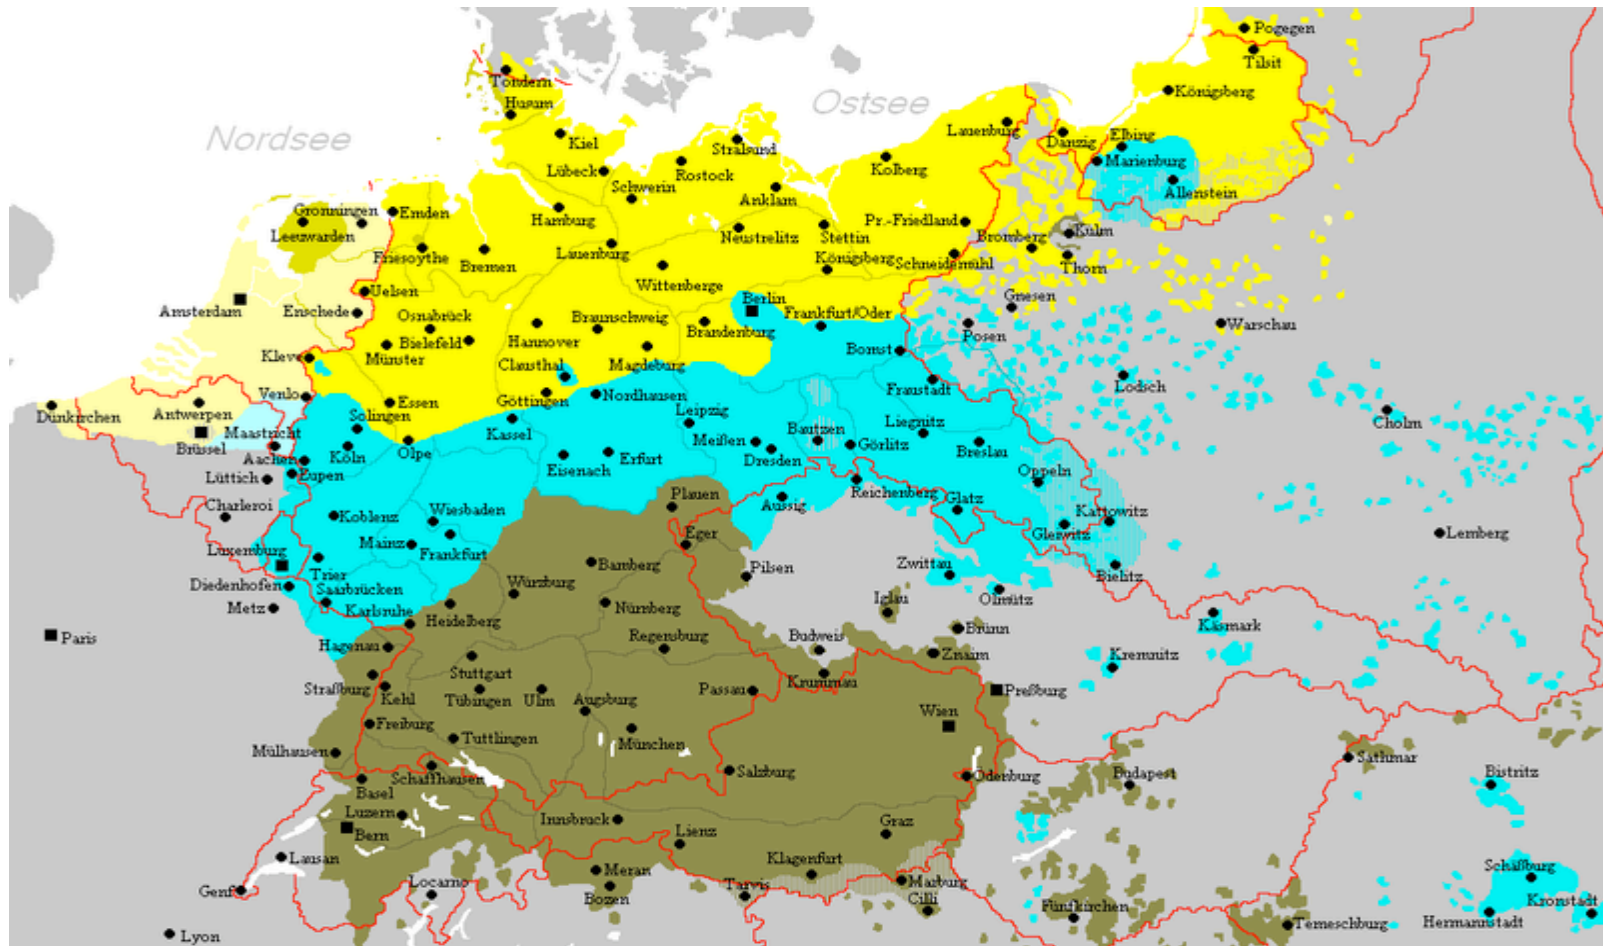 Pogegen
Tilsit
Tondern
Königsberg
Husum
Ostsee
Lauenburg
Nordsee
Kiel
Stralsund
Danzig
Elbing
Marienburg
Lübeck
Rostock
Kolberg
Schwerin
Anklam
Allenstein
Gronningen
Emden
Hamburg
Leeuwarden
Neustrelitz
Stettin
Pr.-Friedland
Kulm
Friesoythe
Bremen
Lauenburg
Bromberg
Königsberg
Schneidemühl
Thorn
Wittenberge
Uelsen
Berlin
Gnesen
Amsterdam
Enschede
Osnabrück
Braunschweig
Frankfurt/Oder
Warschau
Brandenburg
Posen
Münster
Bielefeld
Hannover
Kleve
Clausthal
Magdeburg
Bomst
Lodsch
Venlo
Fraustadt
Dünkirchen
Antwerpen
Essen
Göttingen
Nordhausen
Solingen
Leipzig
Liegnitz
Cholm
Maastricht
Kassel
Bautzen
Brüssel
Meißen
Görlitz
Breslau
Aachen
Köln
Olpe
Eisenach
Erfurt
Dresden
Lüttich
Eupen
Oppeln
Reichenberg
Charleroi
Plauen
Aussig
Glatz
Koblenz
Wiesbaden
Kattowitz
Eger
Gleiwitz
Lemberg
Mainz
Luxemburg
Frankfurt
Bamberg
Zwittau
Trier
Pilsen
Bielitz
Diedenhofen
Würzburg
Saarbrücken
Olmütz
Metz
Karlsruhe
Nürnberg
Iglau
Heidelberg
Käsmark
Brünn
Paris
Regensburg
Budweis
Hagenau
Znaim
Kremnitz
Stuttgart
Krummau
Straßburg
Passau
Preßburg
Kehl
Tübingen
Ulm
Augsburg
Wien
Freiburg
Tuttlingen
München
Mülhausen
Sathmar
Salzburg
Schaffhausen
Ödenburg
Budapest
Bistritz
Basel
Luzern
Innsbruck
Graz
Bern
Lienz
Lausan
Klagenfurt
Schäßburg
Meran
Genf
Locarno
Marburg
Bozen
Tarvis
Cilli
Kronstadt
Fünfkirchen
Hermannstadt
Temeschburg
Lyon